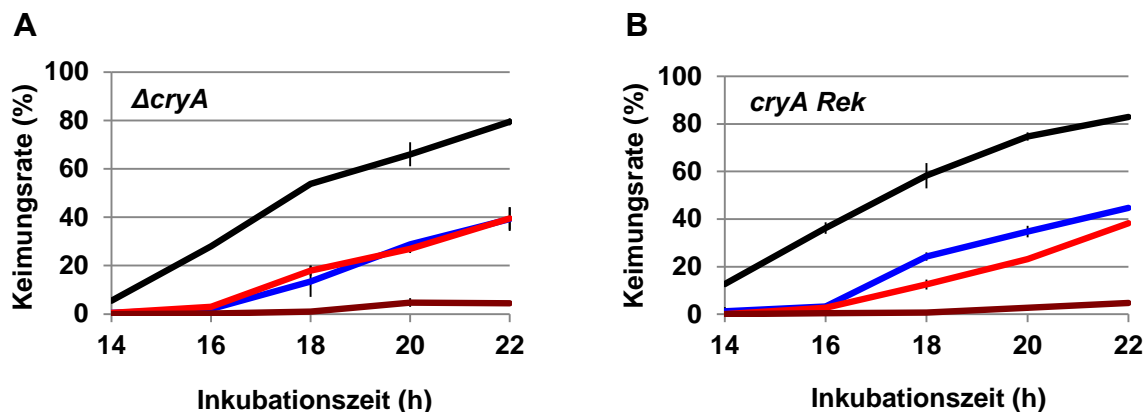 A
ΔcryA
Keimungsrate (%)
100
80
60
40
20
0
14 16 18 20 22
Inkubationszeit (h)
B
cryA Rek
Keimungsrate (%)
100
80
60
40
20
0
14 16 18 20 22
Inkubationszeit (h)